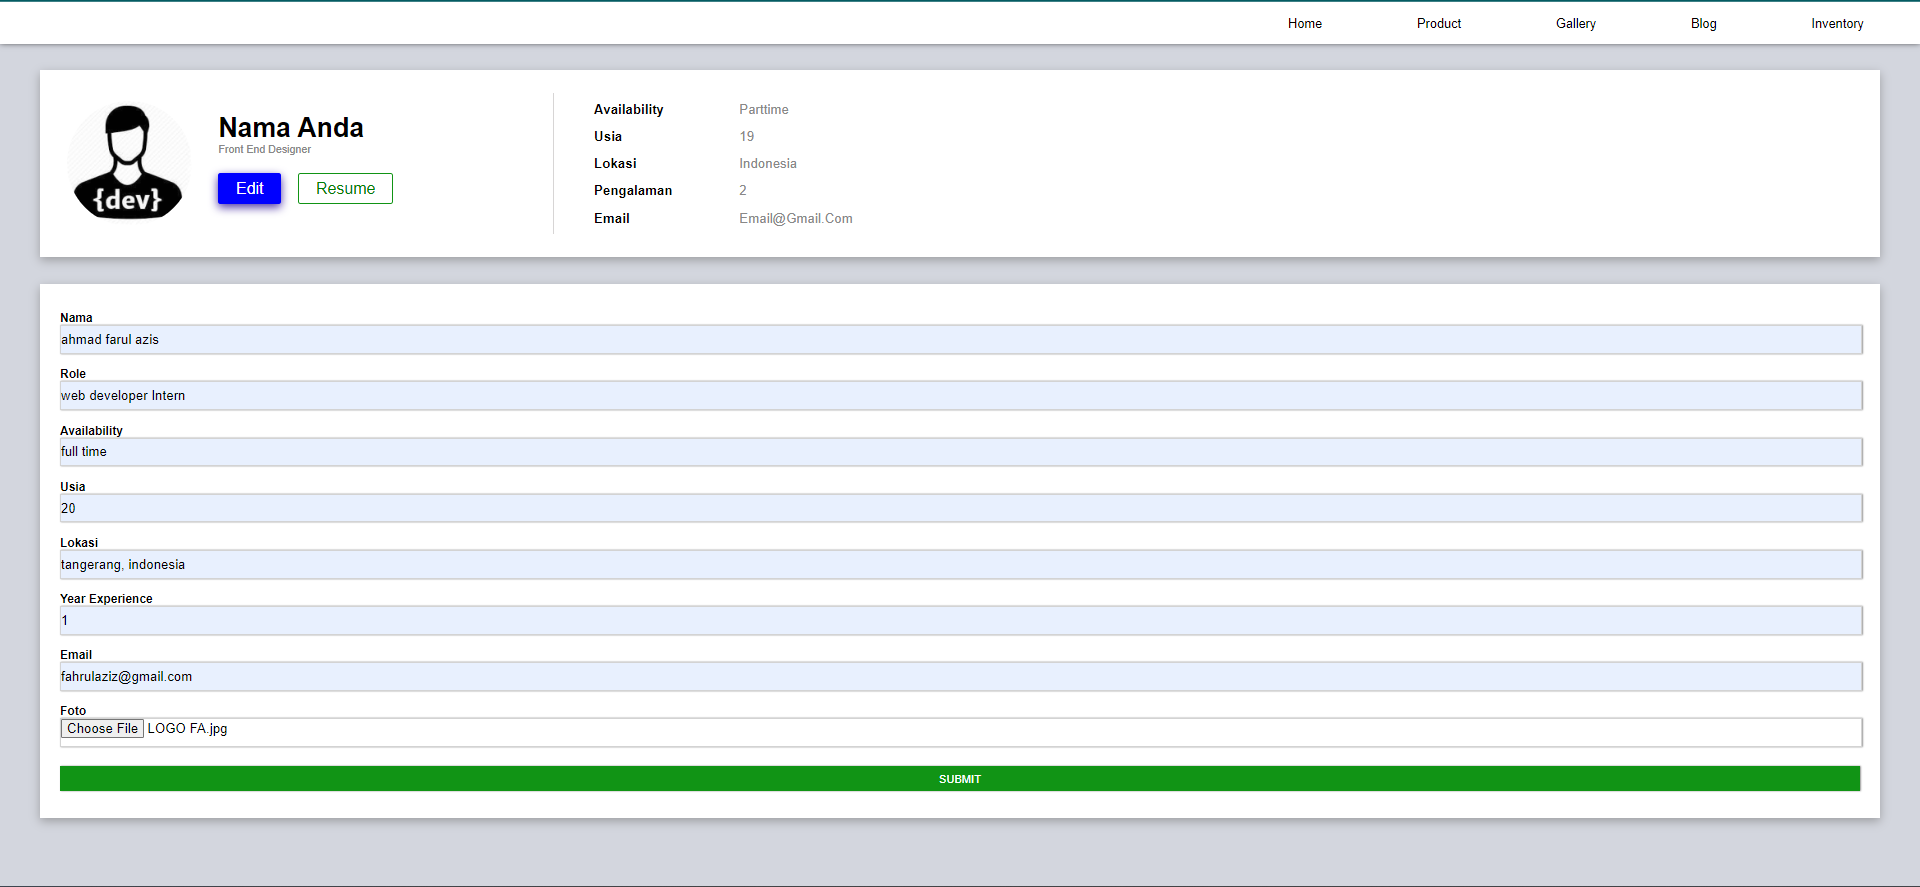 Home Product Gallery Blog Inventory
{dev}
Nama Anda
Front End Designer
Edit Resume
Availability Parttime
Usia 19
Lokasi Indonesia
Pengalaman 2
Email Email@Gmail.Com
Nama
ahmad farul azis
Role
web developer Intern
Availability
full time
Usia
20
Lokasi
tangerang, indonesia
Year Experience
1
Email
fahrulaziz@gmail.com
Foto
Choose File LOGO FA.jpg
SUBMIT